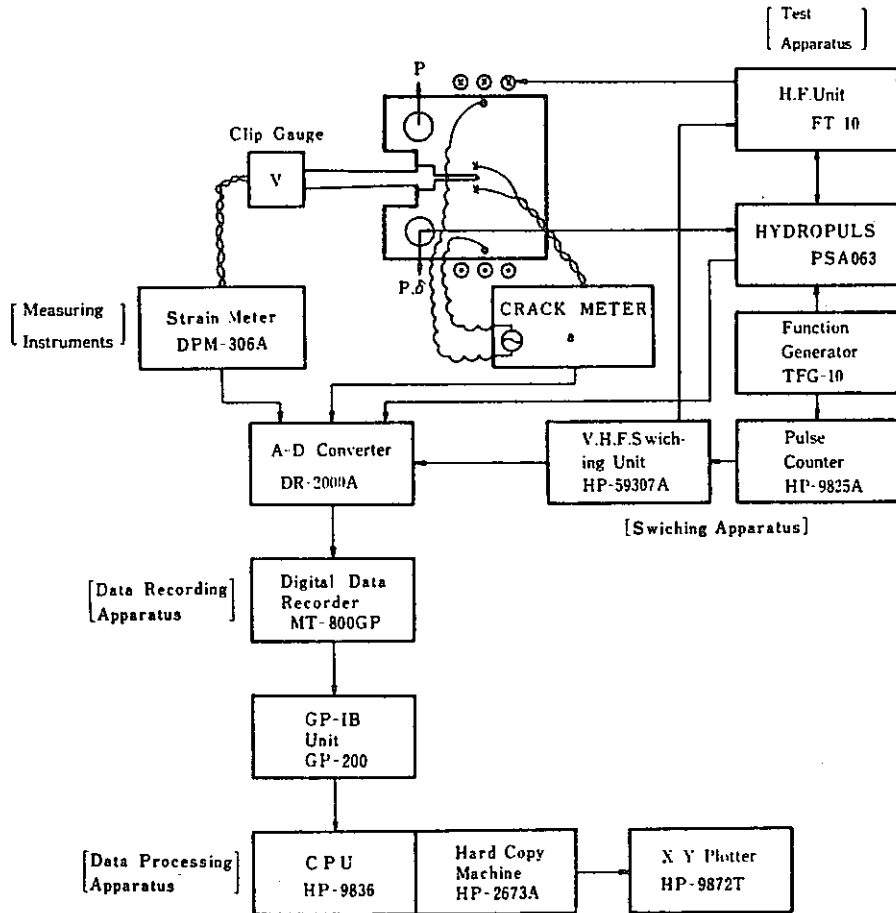 Test
Apparatus
P
H.F.Unit
FT 10
Clip Gauge
V
HYDROPULS
PSA063
P.δ
Measuring
Instruments
Strain Meter
DPM-306A
CRACK METER
a
Function
Generator
TFG-10
A-D Converter
DR-2000A
V.H.F.Swich-
ing Unit
HP-59307A
Pulse
Counter
HP-9825A
[Swiching Apparatus]
Data Recording
Apparatus
Digital Data
Recorder
MT-800GP
GP-IB
Unit
GP-200
Data Processing
Apparatus
CPU
HP-9836
Hard Copy
Machine
HP-2673A
X Y Plotter
HP-9872T